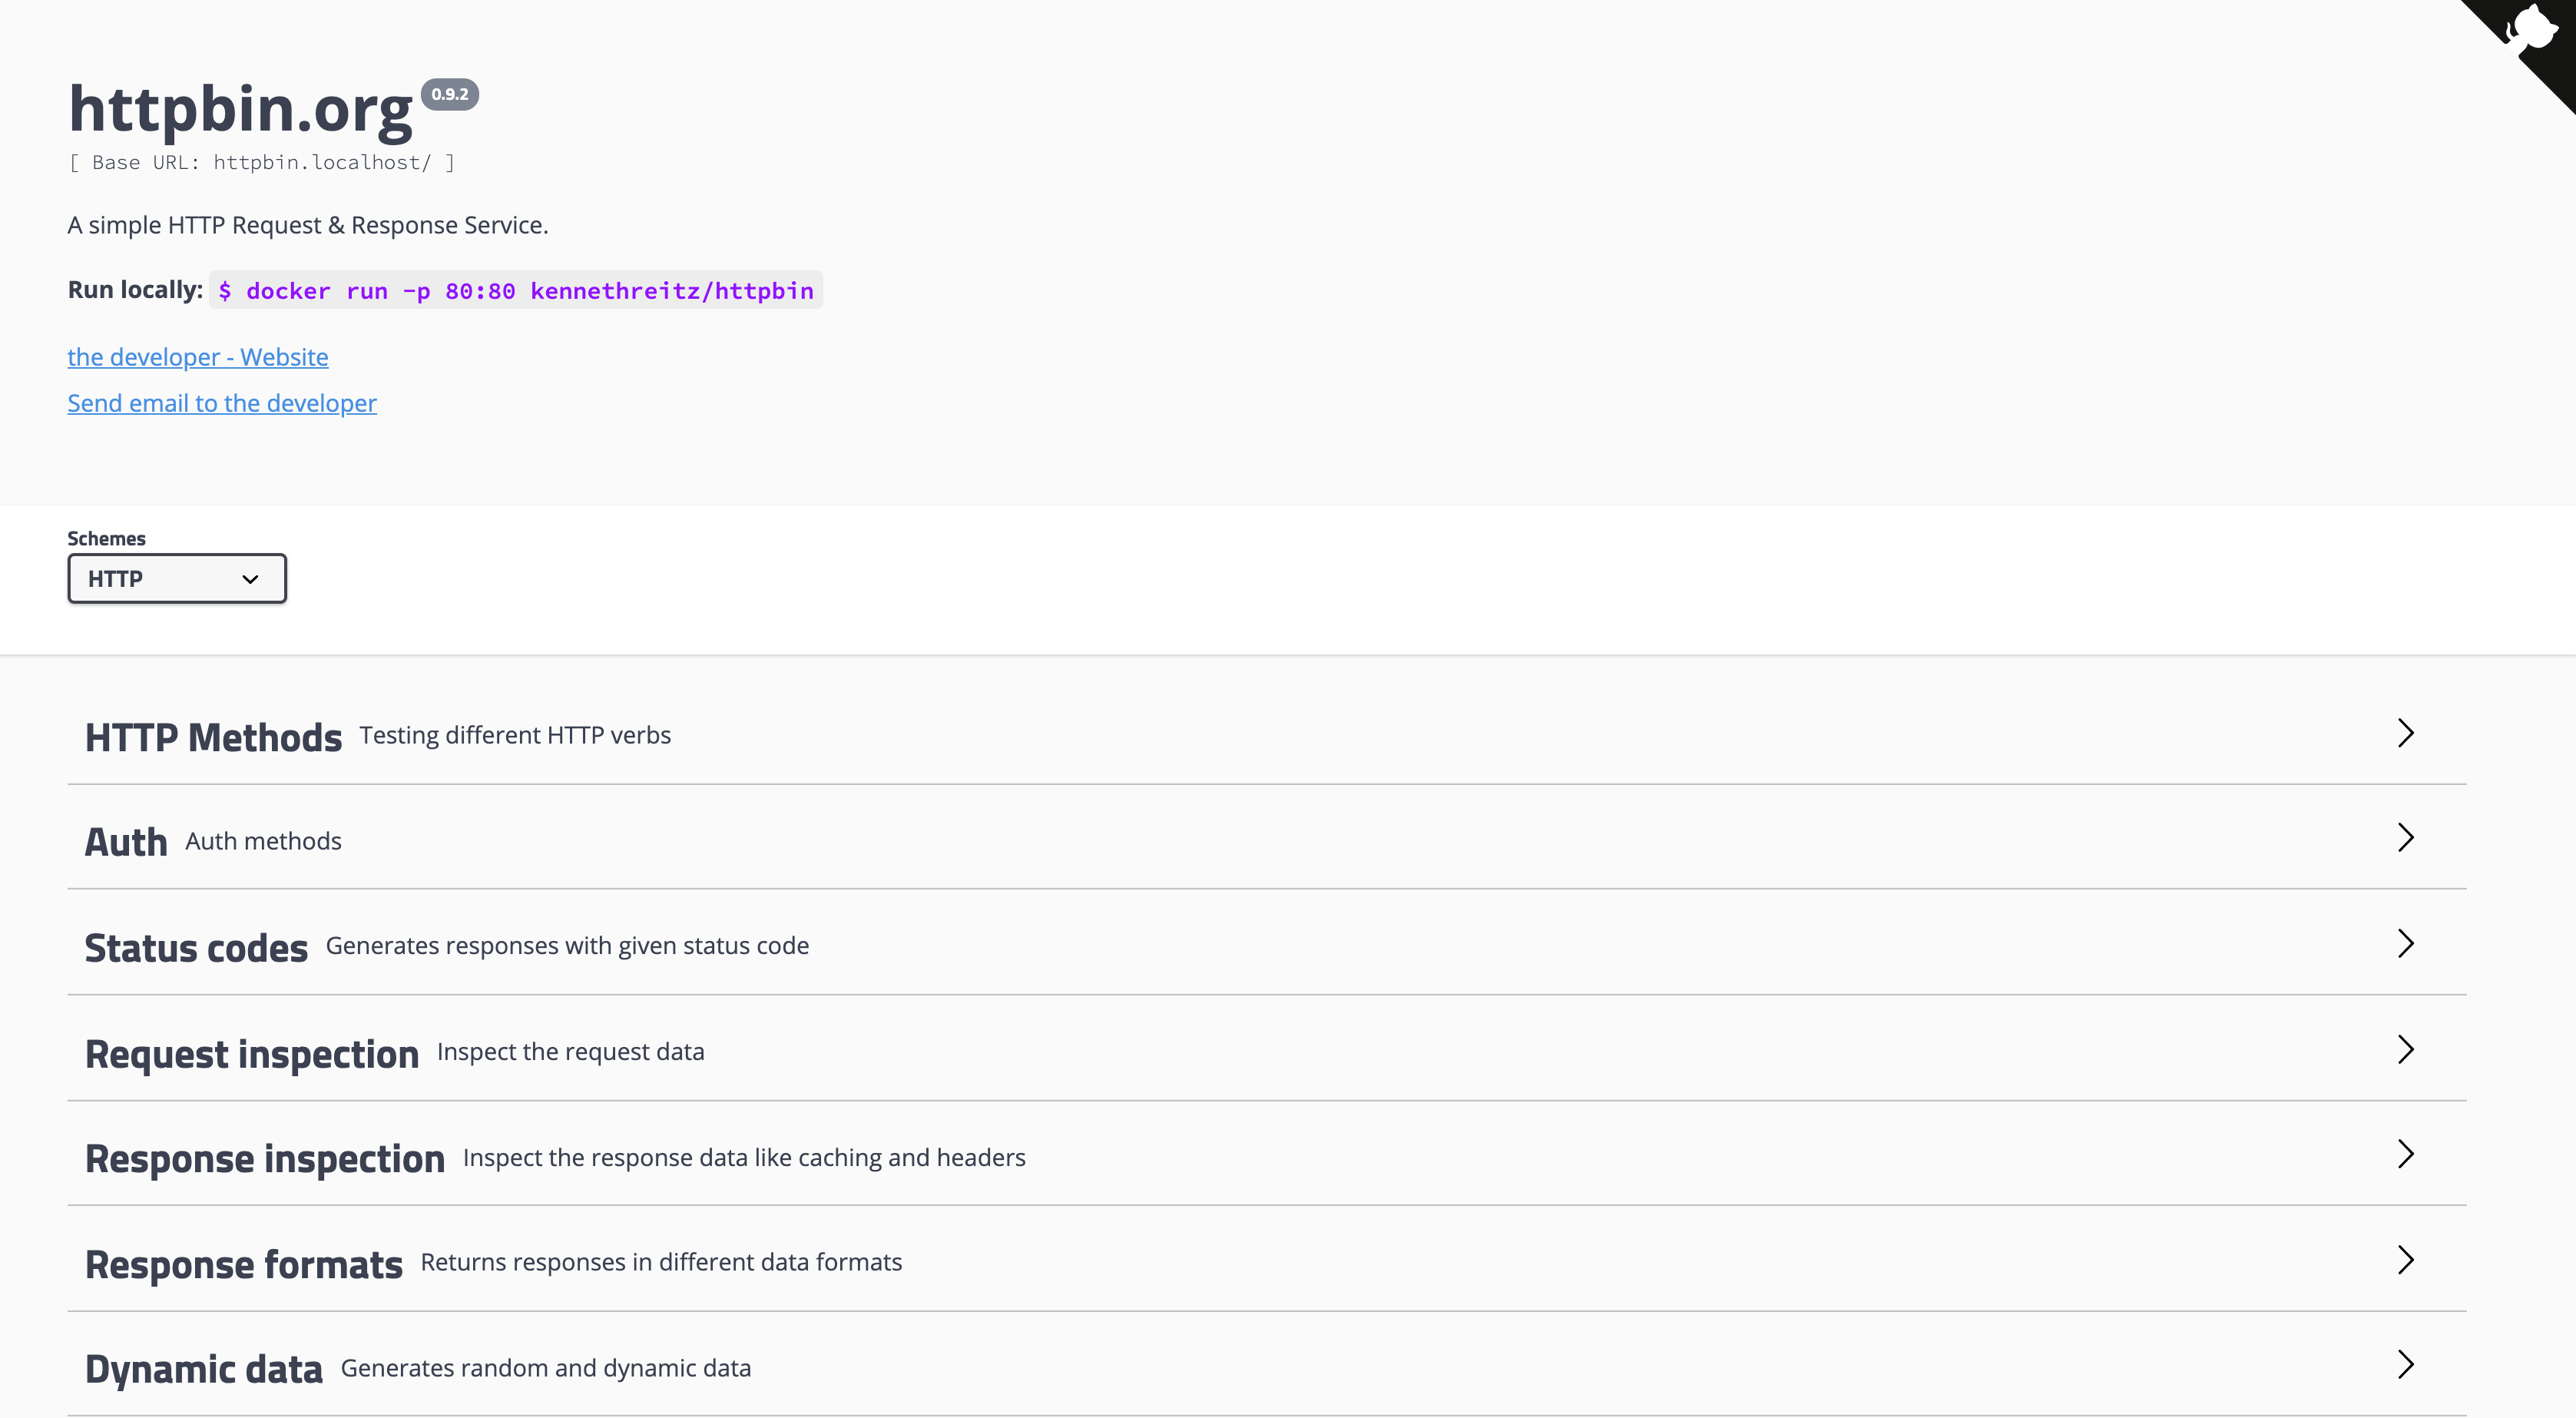 httpbin.org 0.9.2
[ Base URL: httpbin.localhost/ ]
A simple HTTP Request & Response Service.
Run locally: $ docker run -p 80:80 kennethreitz/httpbin
the developer - Website
Send email to the developer
Schemes
HTTP
HTTP Methods Testing different HTTP verbs
Auth Auth methods
Status codes Generates responses with given status code
Request inspection Inspect the request data
Response inspection Inspect the response data like caching and headers
Response formats Returns responses in different data formats
Dynamic data Generates random and dynamic data